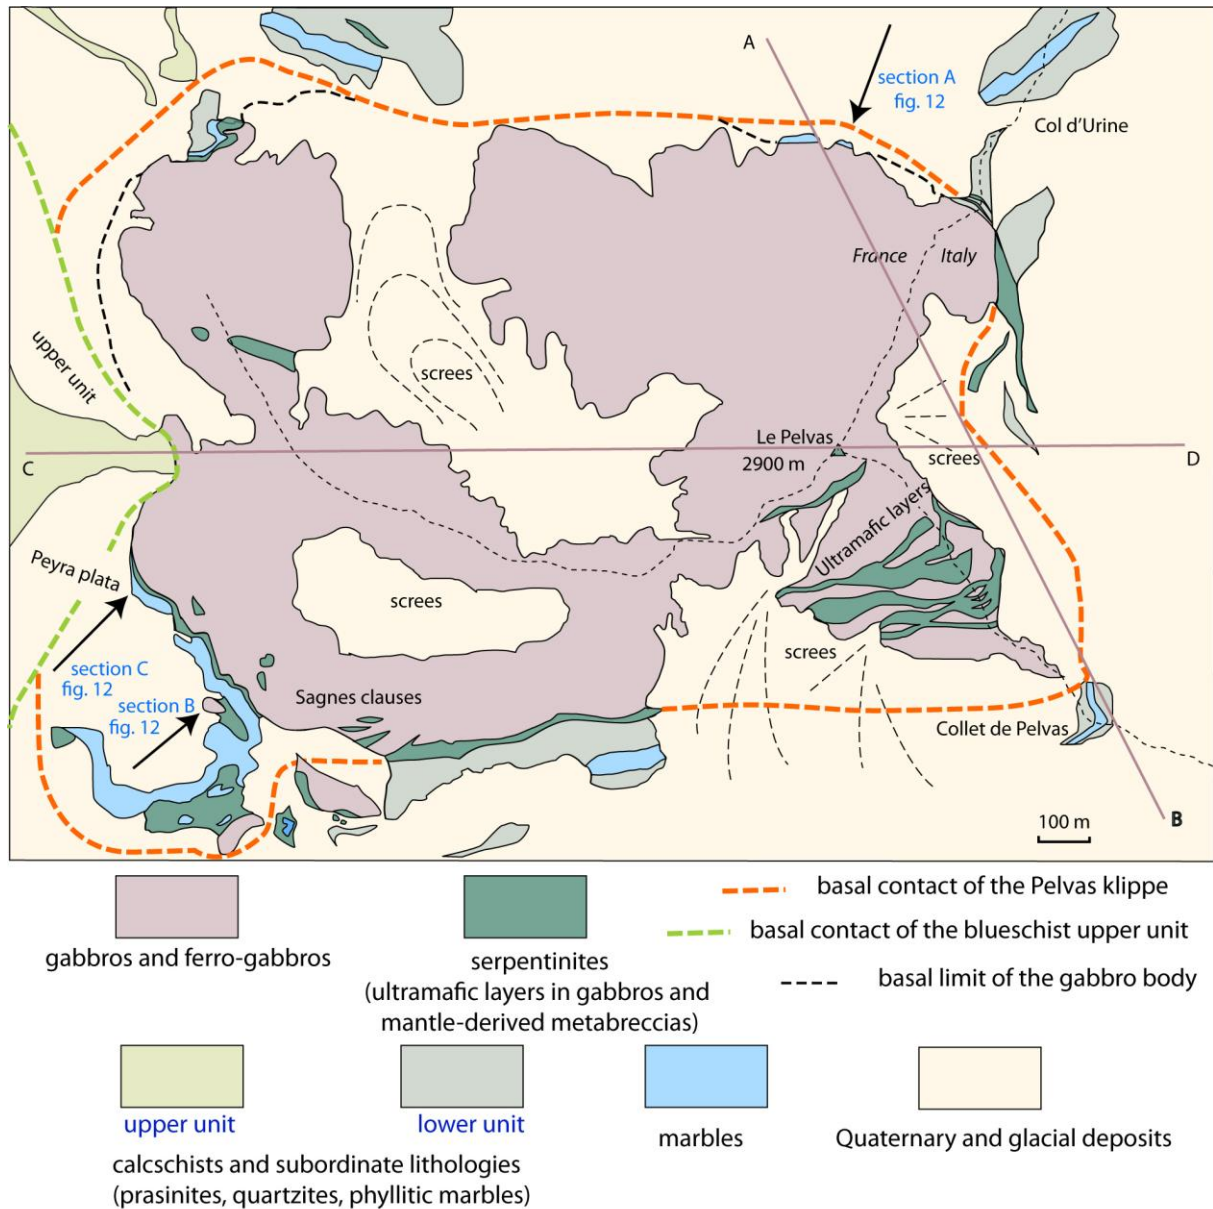 A
section A
fig. 12
Col d'Urine
France
Italy
upper unit
screes
Le Pelvas
2900 m
C
screes
D
Ultramafic layers
Peyra plata
screes
section C
fig. 12
section B
fig. 12
Sagnes clauses
screes
Collet de Pelvas
100 m
B
gabbros and ferro-gabbros
serpentinites
(ultramafic layers in gabbros and
mantle-derived metabreccias)
basal contact of the Pelvas klippe
basal contact of the blueschist upper unit
basal limit of the gabbro body
upper unit
lower unit
marbles
Quaternary and glacial deposits
calcschists and subordinate lithologies
(prasinites, quartzites, phyllitic marbles)